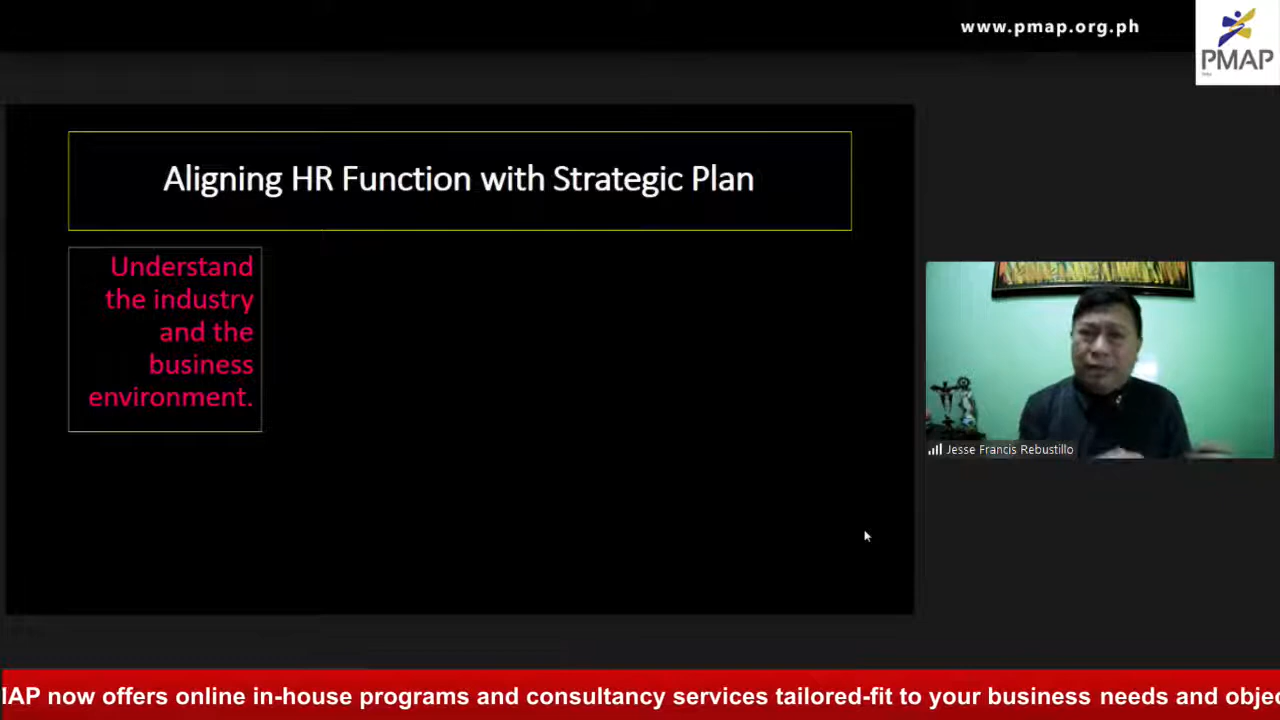 www.pmap.org.ph
PMAP
Aligning HR Function with Strategic Plan
Understand
the industry
and the
business
environment.
Jesse Francis Rebustillo
MAP now offers online in-house programs and consultancy services tailored-fit to your business needs and objec